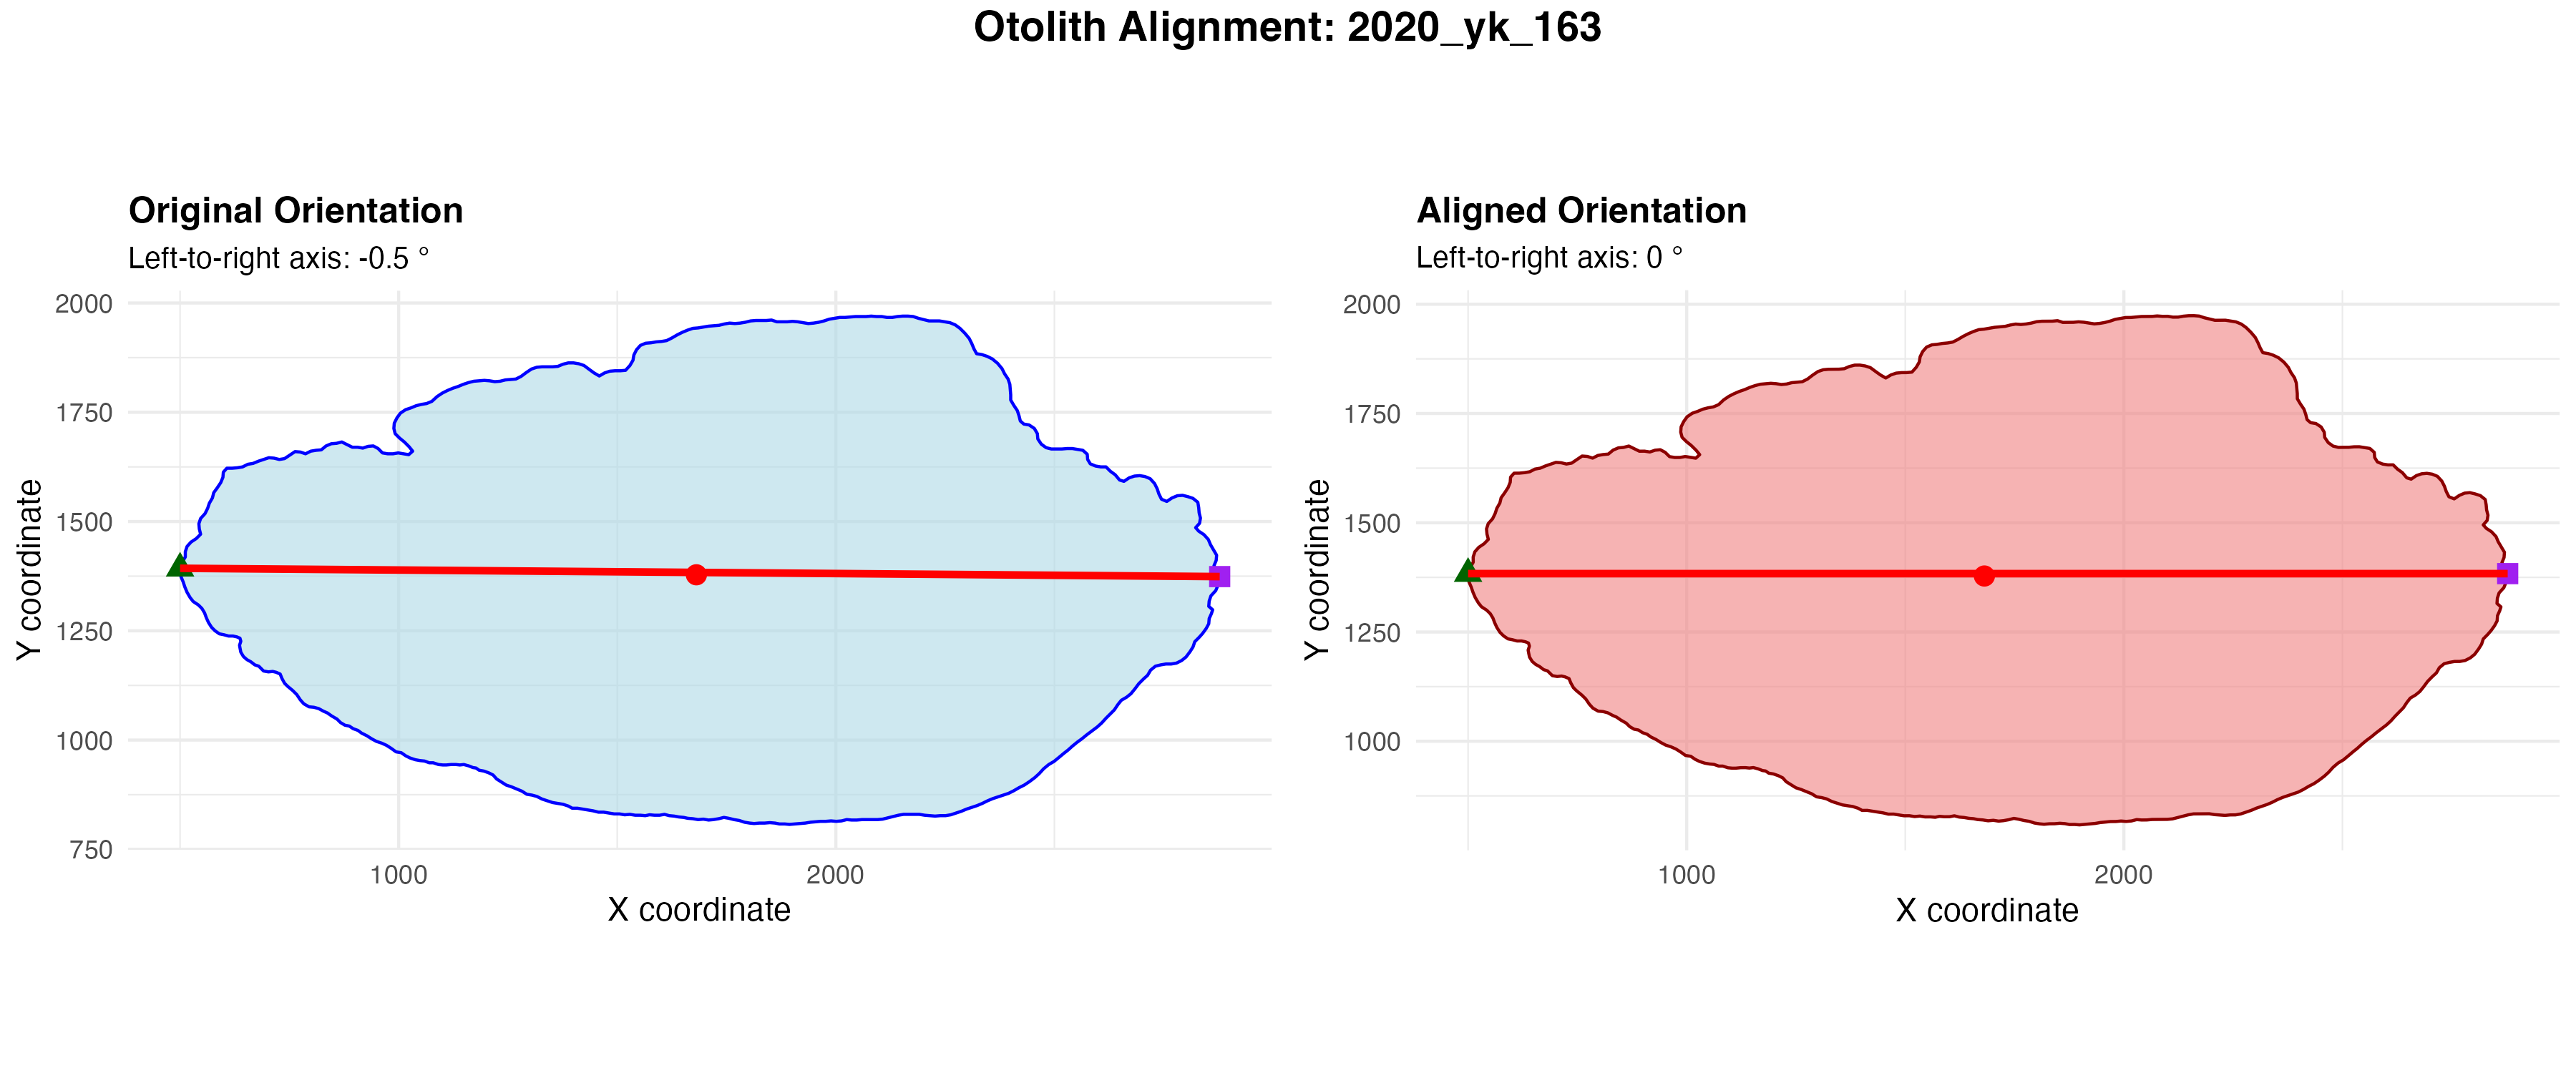 Otolith Alignment: 2020_yk_163
Original Orientation
Left-to-right axis: -0.5 °
2000
1750
1500
1250
1000
750
Y coordinate
1000
2000
X coordinate
Aligned Orientation
Left-to-right axis: 0 °
2000
1750
1500
1250
1000
Y coordinate
1000
2000
X coordinate